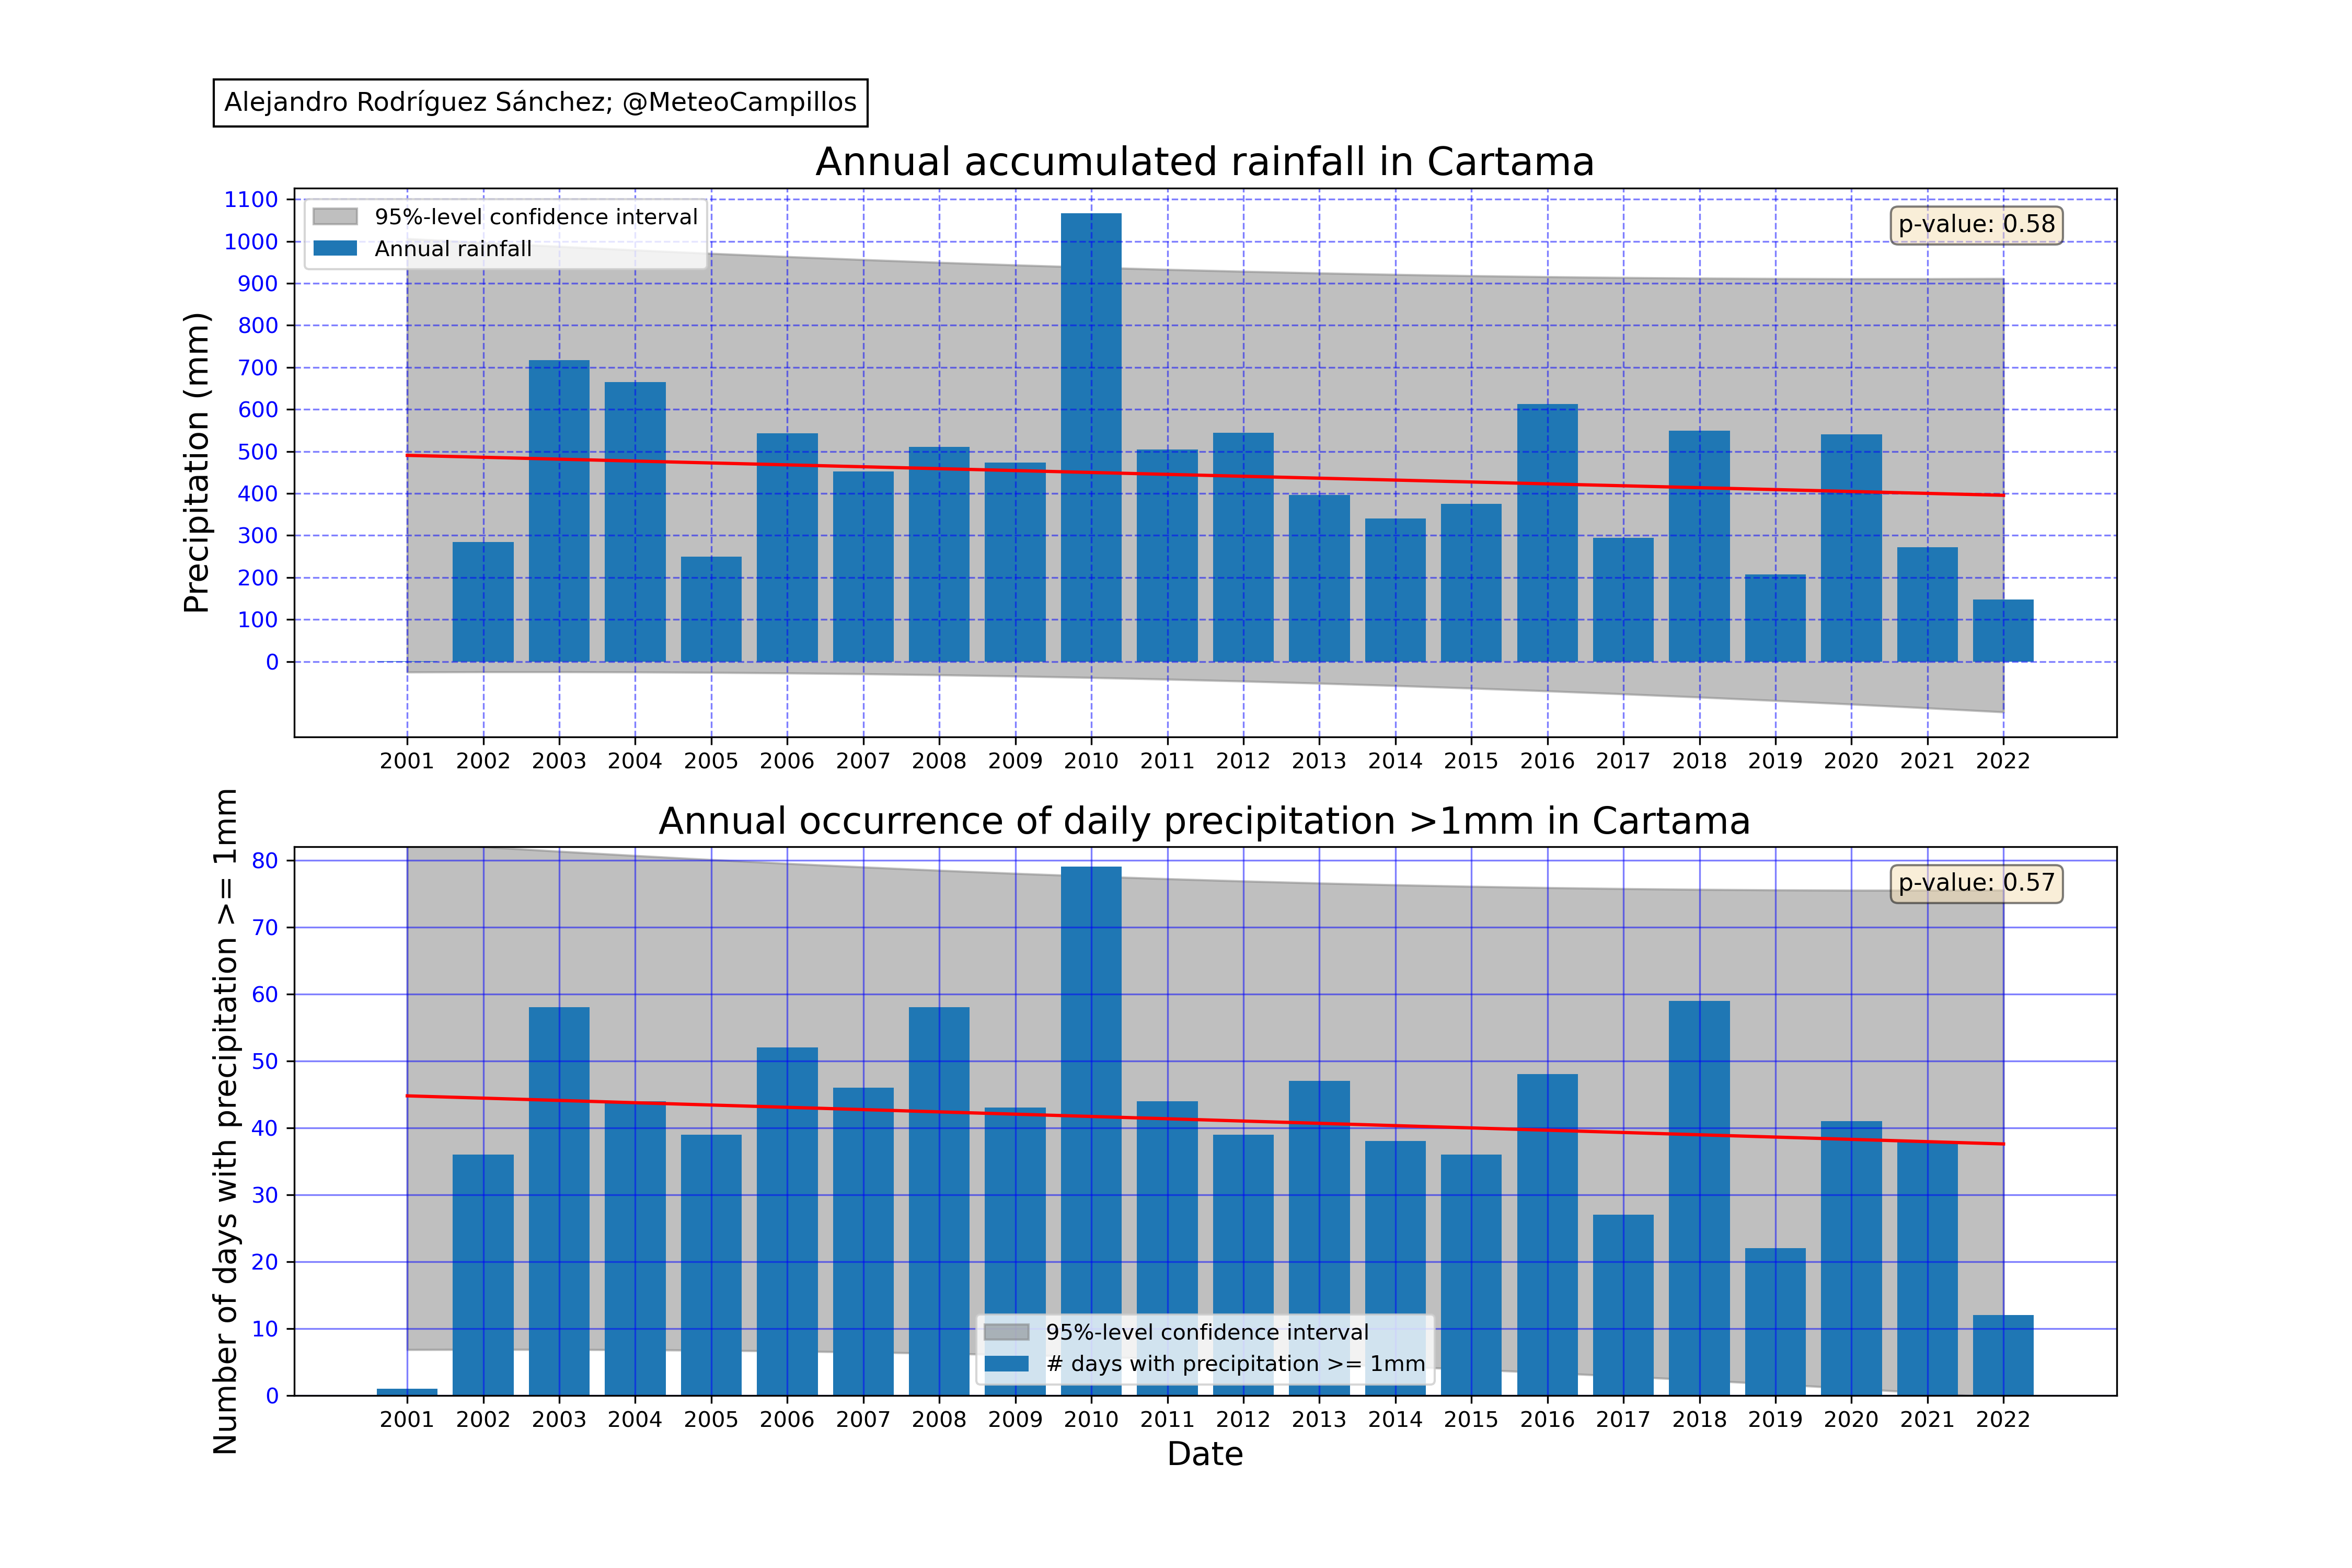 Alejandro Rodríguez Sánchez; @MeteoCampillos
Annual accumulated rainfall in Cartama
95%-level confidence interval
Annual rainfall
p-value: 0.58
Precipitation (mm)
1100
1000
900
800
700
600
500
400
300
200
100
0
2001 2002 2003 2004 2005 2006 2007 2008 2009 2010 2011 2012 2013 2014 2015 2016 2017 2018 2019 2020 2021 2022
Annual occurrence of daily precipitation >1mm in Cartama
p-value: 0.57
Number of days with precipitation >= 1mm
80
70
60
50
40
30
20
10
0
95%-level confidence interval
# days with precipitation >= 1mm
2001 2002 2003 2004 2005 2006 2007 2008 2009 2010 2011 2012 2013 2014 2015 2016 2017 2018 2019 2020 2021 2022
Date